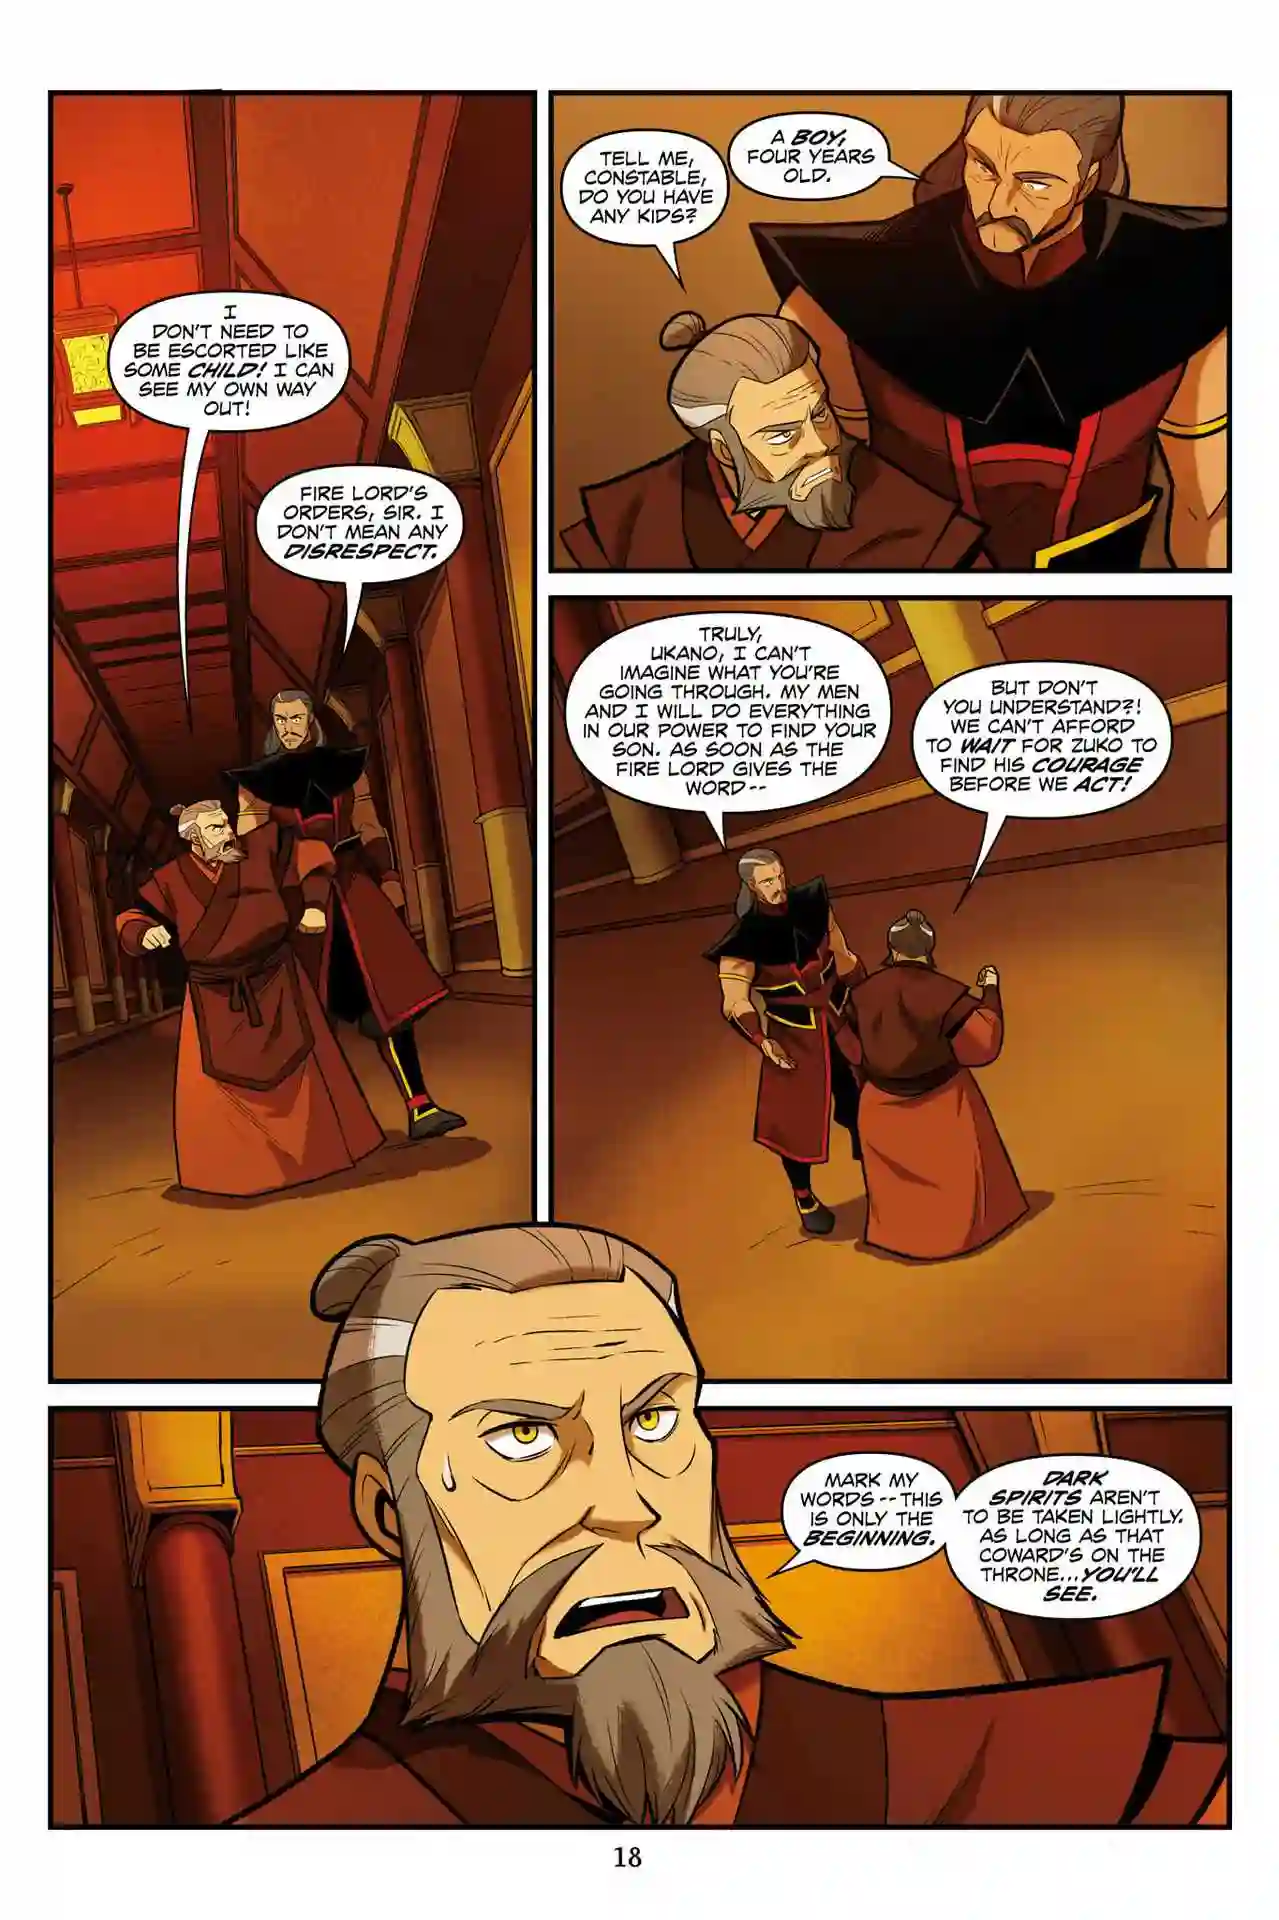 I
DON'T NEED TO
BE ESCORTED LIKE
SOME CHILD! I CAN
SEE MY OWN WAY
OUT!
FIRE LORD'S
ORDERS, SIR. I
DON'T MEAN ANY
DISRESPECT.
TELL ME,
CONSTABLE,
DO YOU HAVE
ANY KIDS?
A BOY,
FOUR YEARS
OLD.
TRULY,
UKANO, I CAN'T
IMAGINE WHAT YOU'RE
GOING THROUGH. MY MEN
AND I WILL DO EVERYTHING
IN OUR POWER TO FIND YOUR
SON. AS SOON AS THE
FIRE LORD GIVES THE
WORD--
BUT DON'T
YOU UNDERSTAND?!
WE CAN'T AFFORD
TO WAIT FOR ZUKO TO
FIND HIS COURAGE
BEFORE WE ACT!
MARK MY
WORDS -- THIS
IS ONLY THE
BEGINNING.
DARK
SPIRITS AREN'T
TO BE TAKEN LIGHTLY.
AS LONG AS THAT
COWARD'S ON THE
THRONE...YOU'LL
SEE.
18